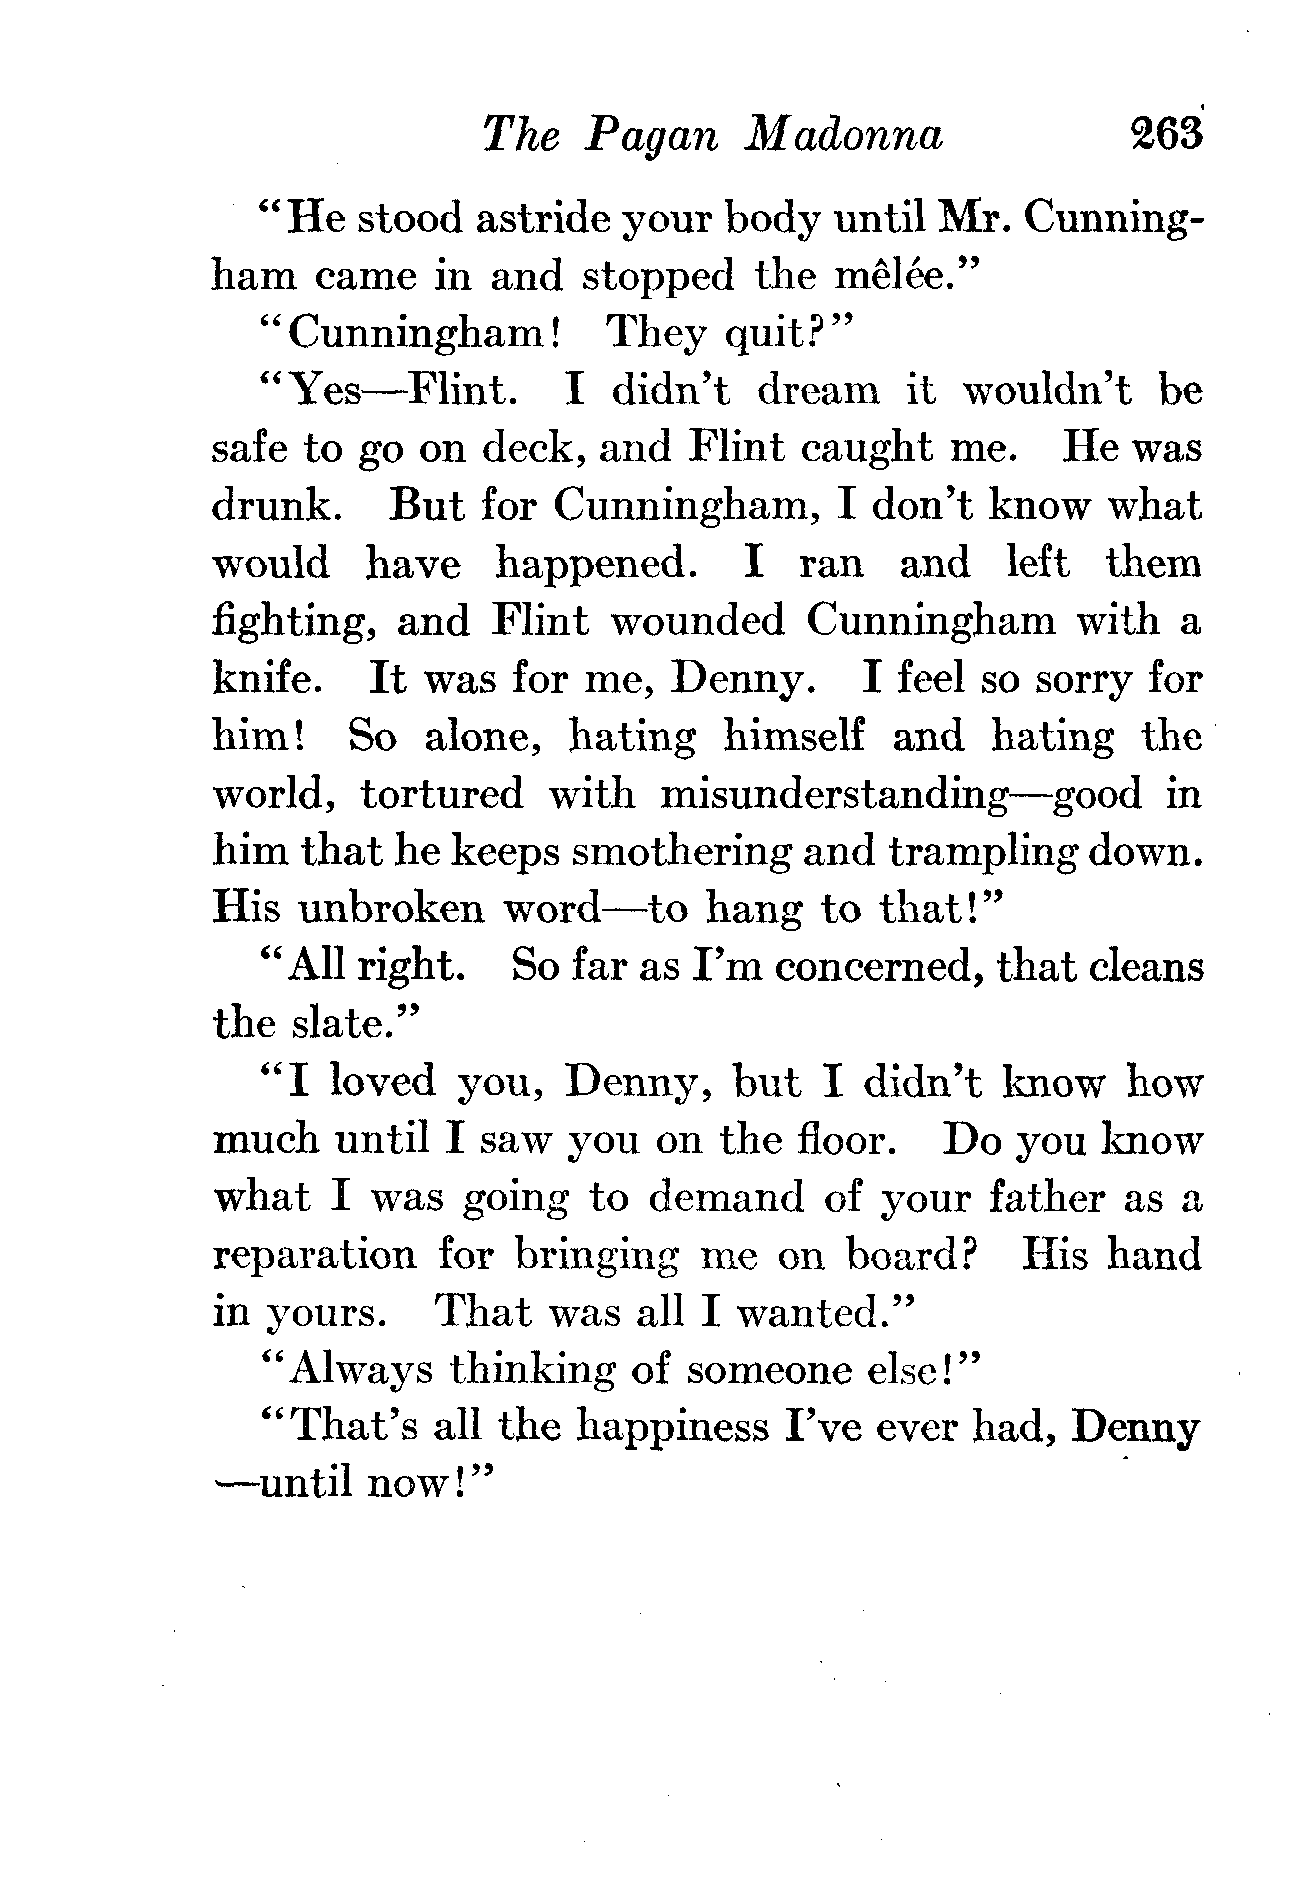 The Pagan Madonna 263
“He stood astride your body until Mr. Cunning-
ham came in and stopped the mêlée.”
“Cunningham! They quit?”
“Yes—Flint. I didn’t dream it wouldn’t be
safe to go on deck, and Flint caught me. He was
drunk. But for Cunningham, I don’t know what
would have happened. I ran and left them
fighting, and Flint wounded Cunningham with a
knife. It was for me, Denny. I feel so sorry for
him! So alone, hating himself and hating the
world, tortured with misunderstanding—good in
him that he keeps smothering and trampling down.
His unbroken word—to hang to that!”
“All right. So far as I’m concerned, that cleans
the slate.”
“I loved you, Denny, but I didn’t know how
much until I saw you on the floor. Do you know
what I was going to demand of your father as a
reparation for bringing me on board? His hand
in yours. That was all I wanted.”
“Always thinking of someone else!”
“That’s all the happiness I’ve ever had, Denny
—until now!”